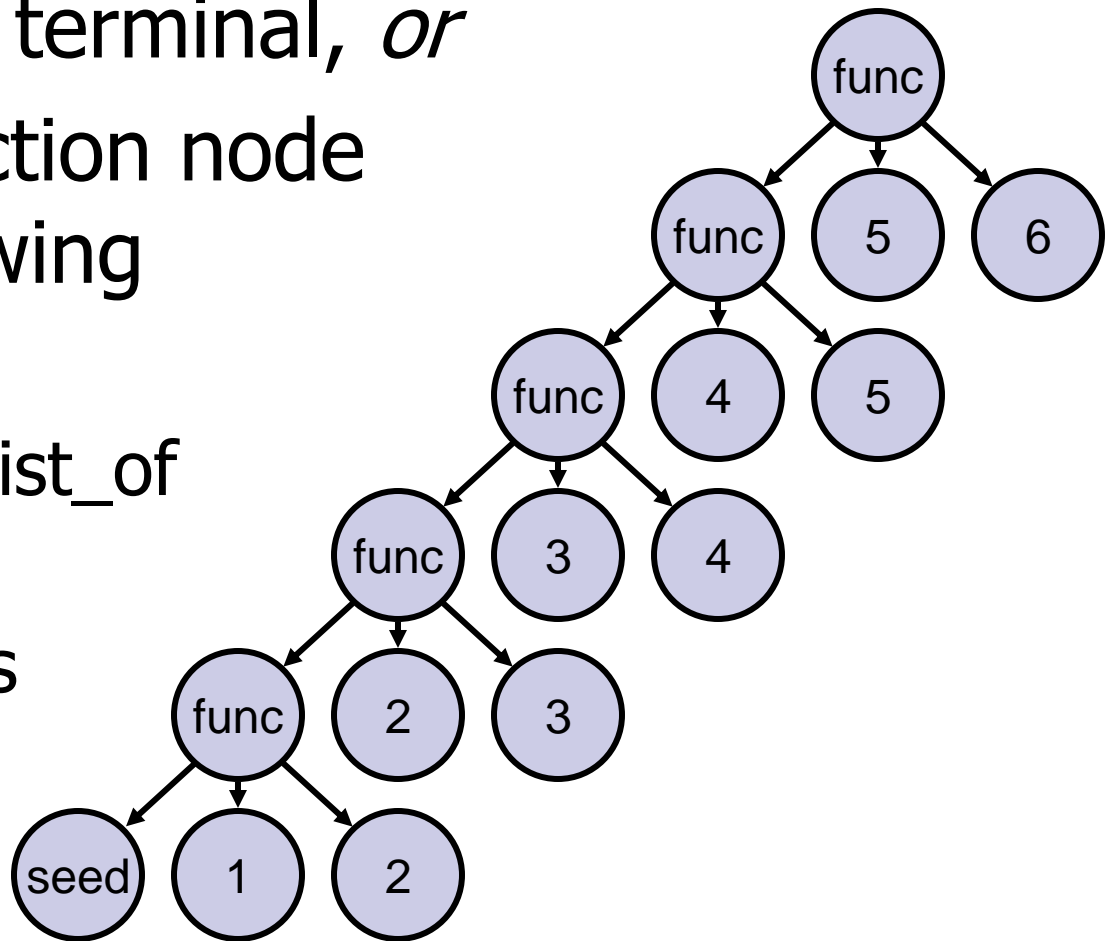 terminal, or
ction node
wing
ist_of
s
func
func 5 6
func 4 5
func 3 4
func 2 3
seed 1 2